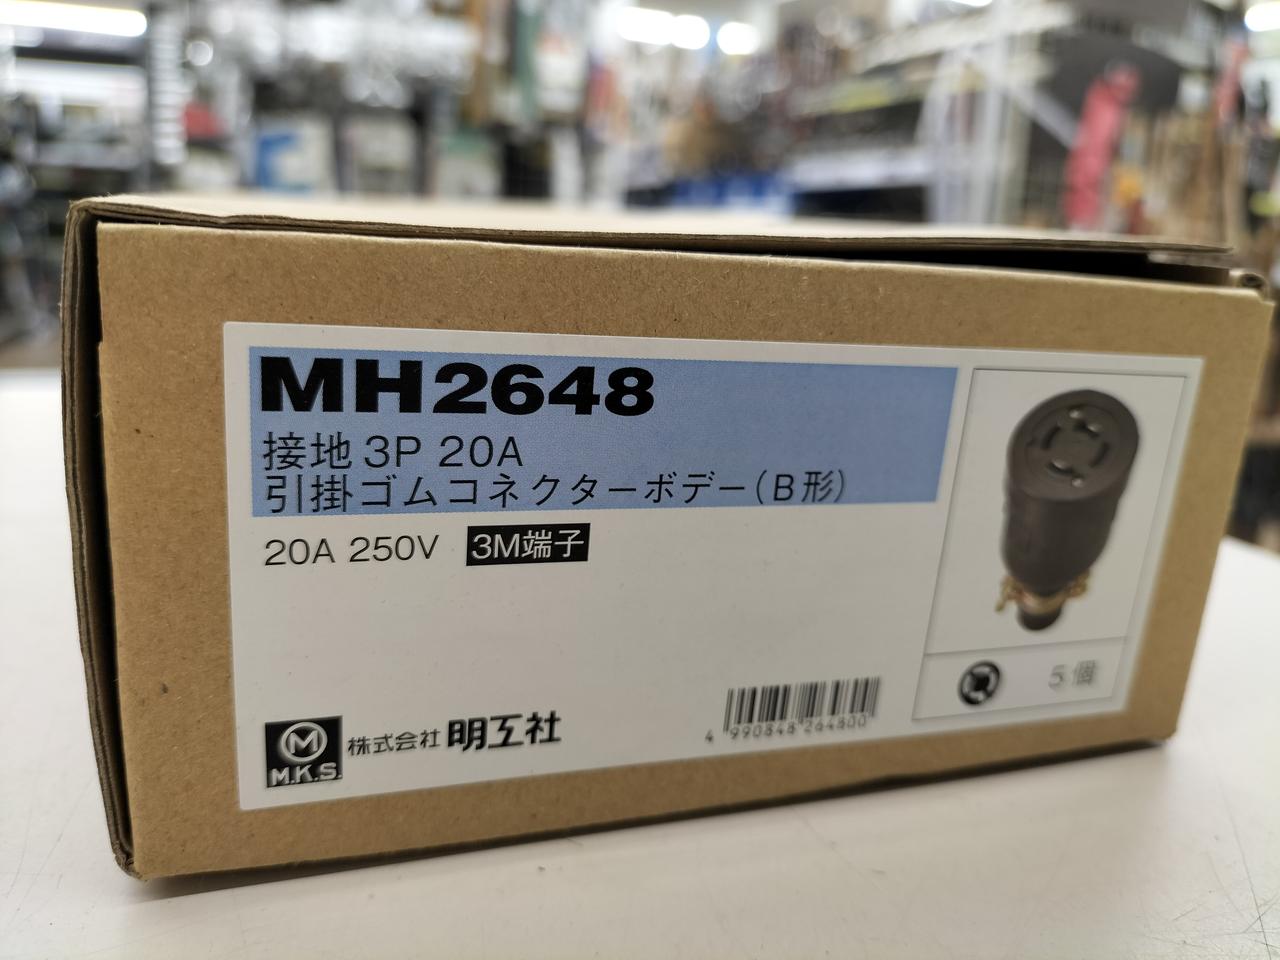 MH2648
接地 3P 20A
引掛ゴムコネクターボデー(B形)
20A 250V 3M端子
5個
M
M.K.S.
株式会社 明工社
4 990848 264800